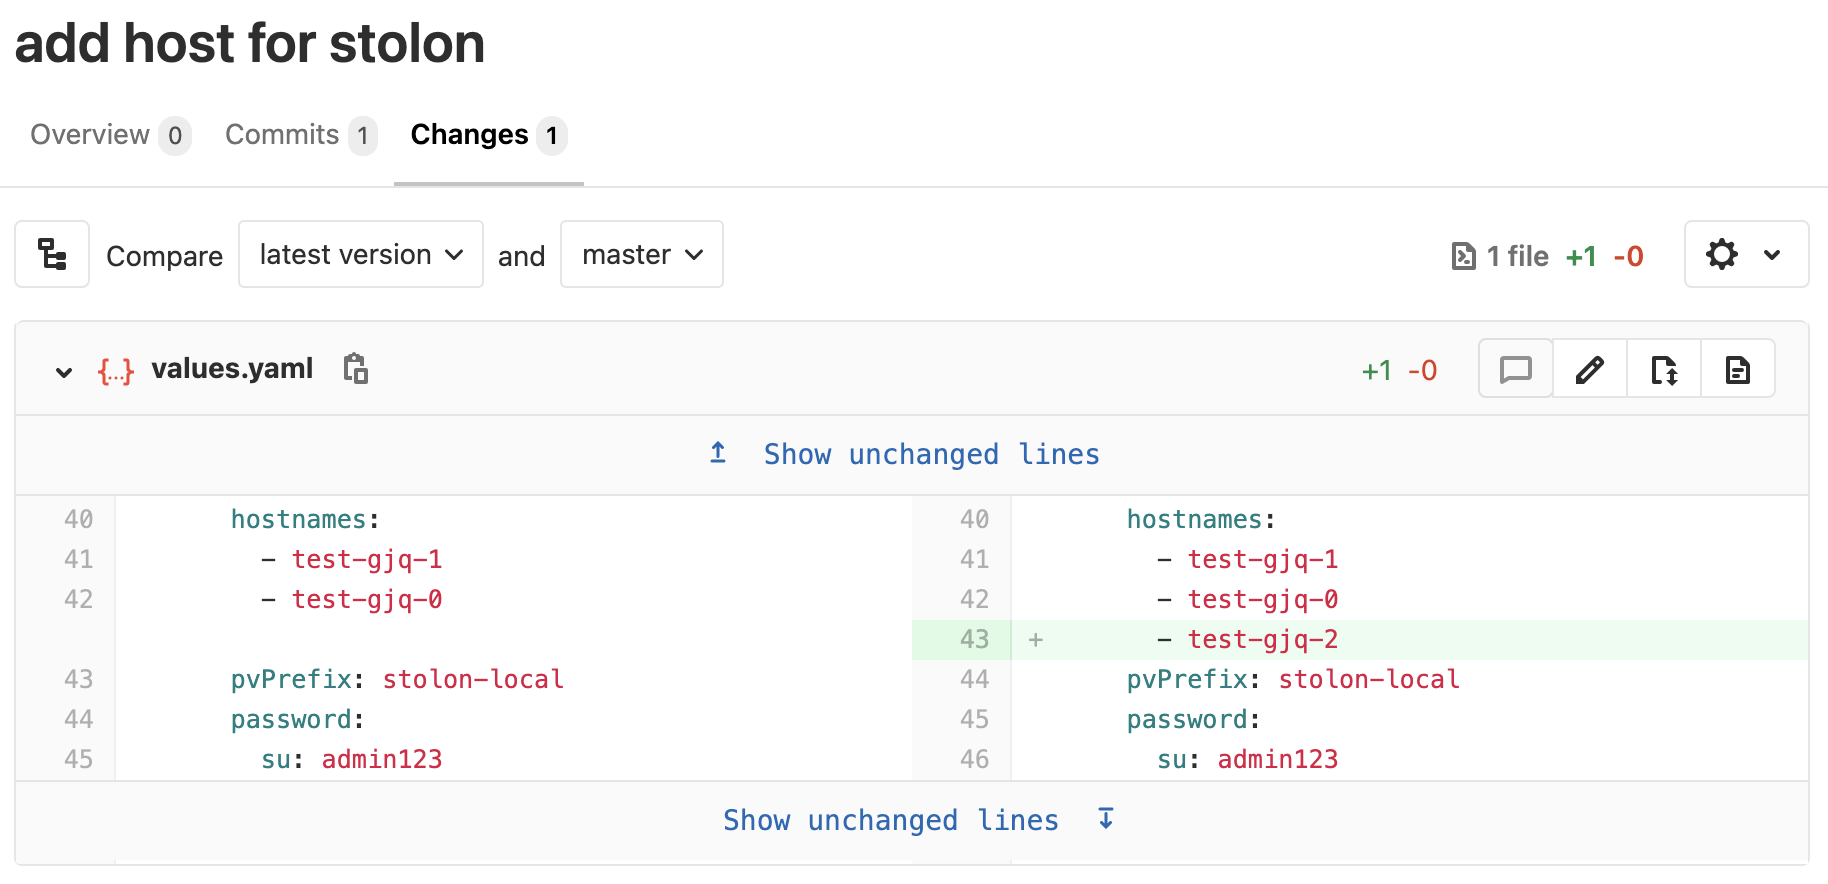 add host for stolon
Overview 0 Commits 1 Changes 1
Compare latest version and master 1 file +1 -0
{...} values.yaml +1 -0
Show unchanged lines
40 hostnames: 40 hostnames:
41 - test-gjq-1 41 - test-gjq-1
42 - test-gjq-0 42 - test-gjq-0
43 + - test-gjq-2
43 pvPrefix: stolon-local 44 pvPrefix: stolon-local
44 password: 45 password:
45 su: admin123 46 su: admin123
Show unchanged lines